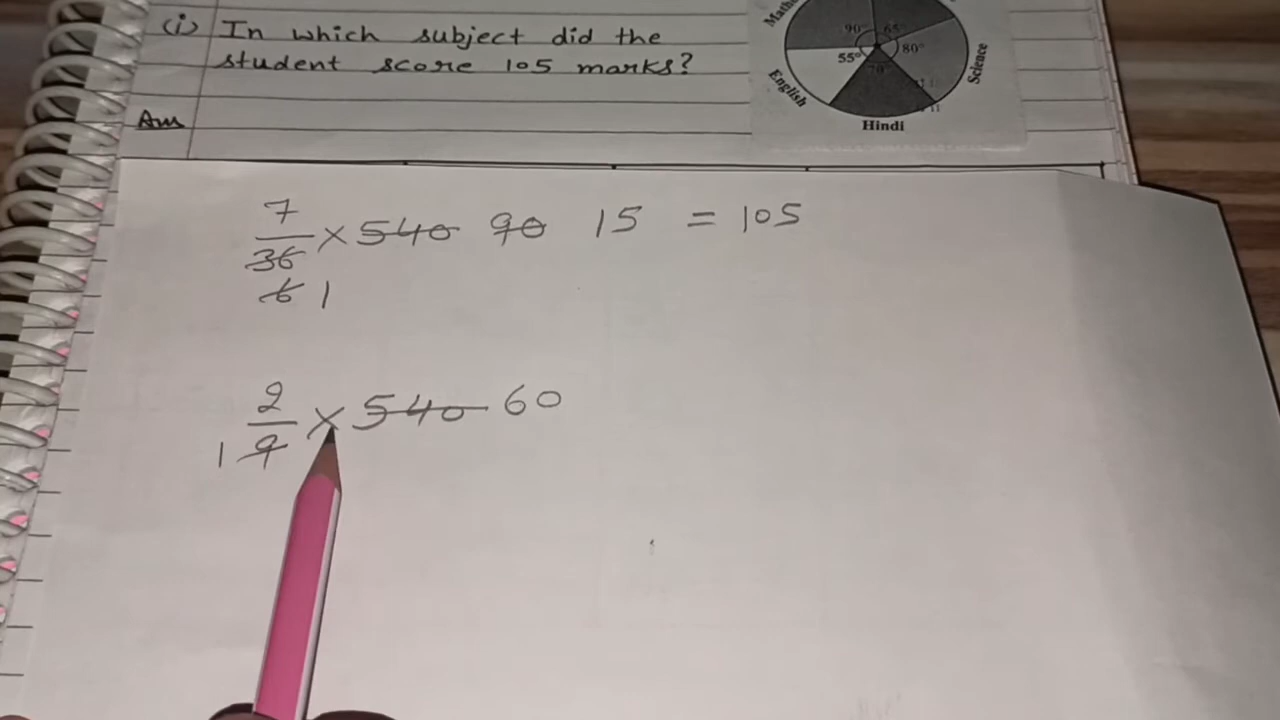 (i) In which subject did the
student score 105 marks?
Ans
90° 65°
80°
55°
70°
English
Science
Hindi
7/36 × 540 90 15 = 105
6 1
2/9 × 540 60
1